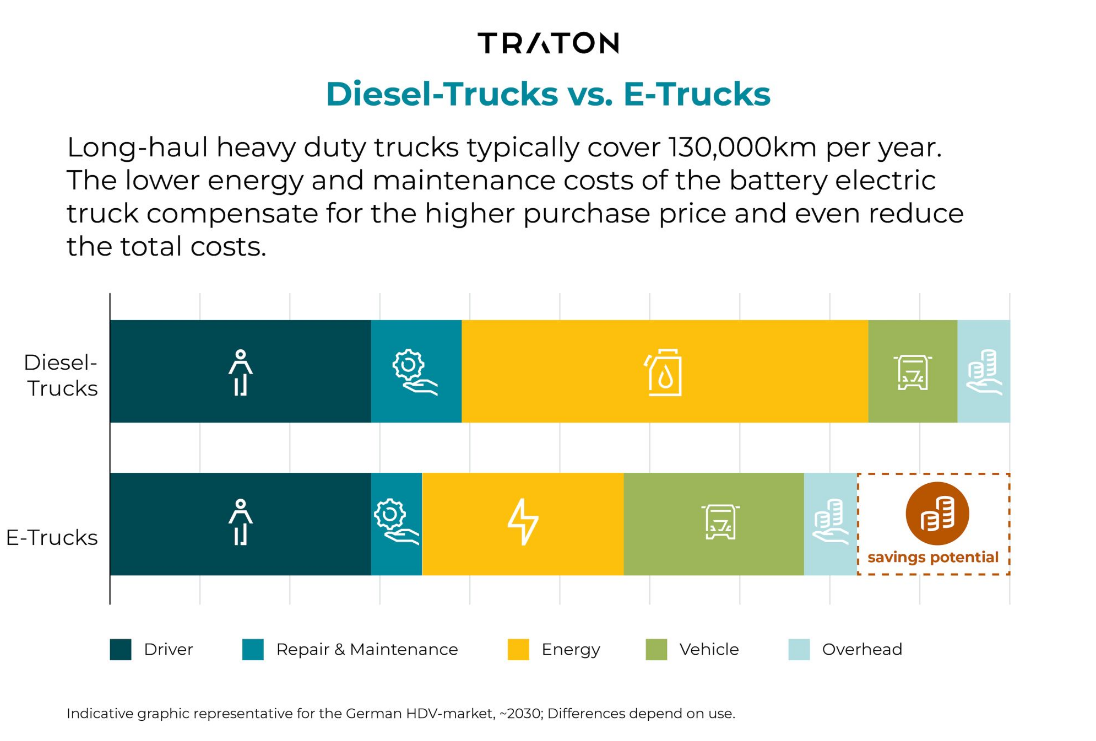 TRATON
Diesel-Trucks vs. E-Trucks
Long-haul heavy duty trucks typically cover 130,000km per year.
The lower energy and maintenance costs of the battery electric
truck compensate for the higher purchase price and even reduce
the total costs.
Diesel-
Trucks
E-Trucks
savings potential
Driver
Repair & Maintenance
Energy
Vehicle
Overhead
Indicative graphic representative for the German HDV-market, ~2030; Differences depend on use.